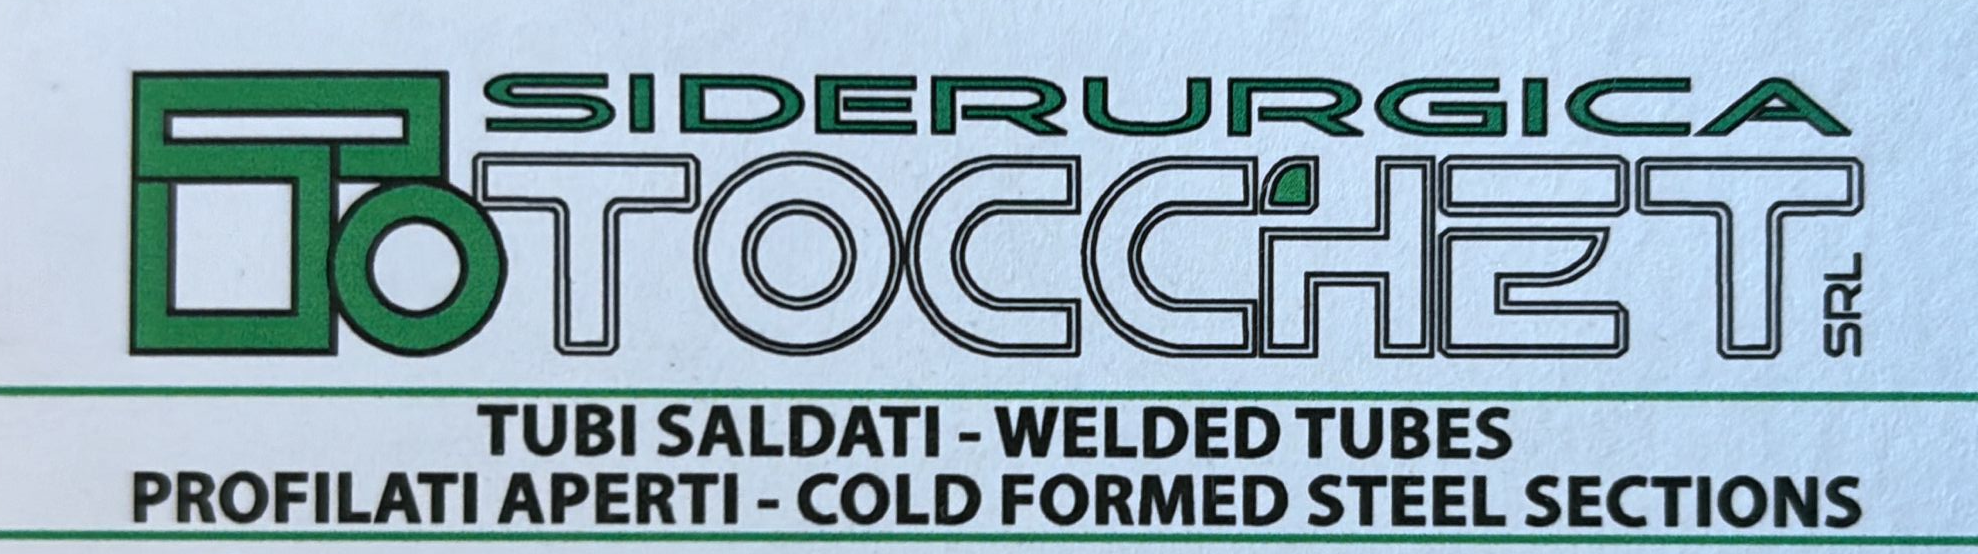 SIDERURGICA
TOCCHET SRL
TUBI SALDATI - WELDED TUBES
PROFILATI APERTI - COLD FORMED STEEL SECTIONS